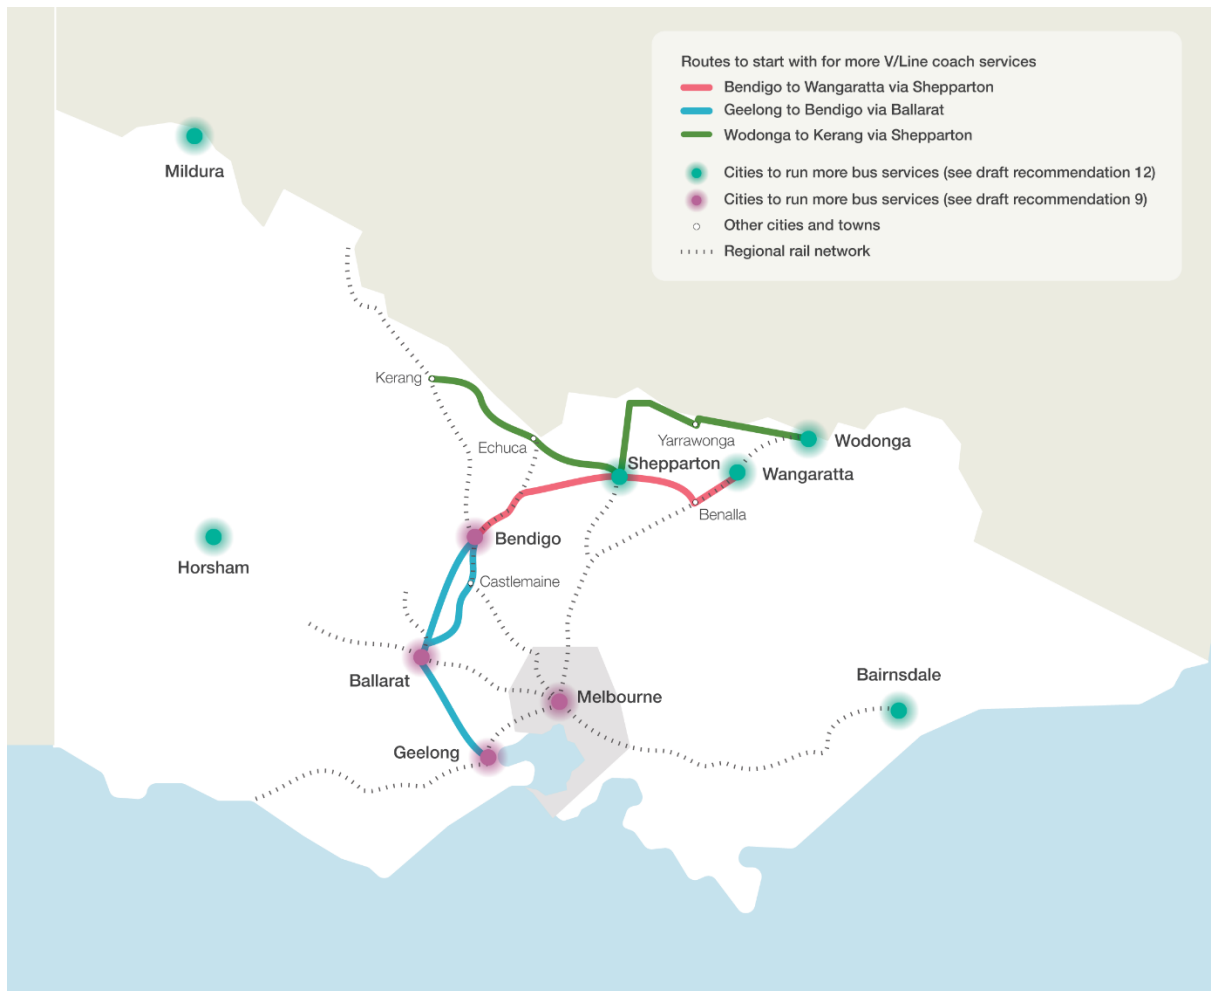 Routes to start with for more V/Line coach services
Bendigo to Wangaratta via Shepparton
Geelong to Bendigo via Ballarat
Wodonga to Kerang via Shepparton
Cities to run more bus services (see draft recommendation 12)
Cities to run more bus services (see draft recommendation 9)
Other cities and towns
Regional rail network
Mildura
Kerang
Echuca
Yarrawonga
Wodonga
Shepparton
Wangaratta
Benalla
Bendigo
Horsham
Castlemaine
Ballarat
Bairnsdale
Melbourne
Geelong